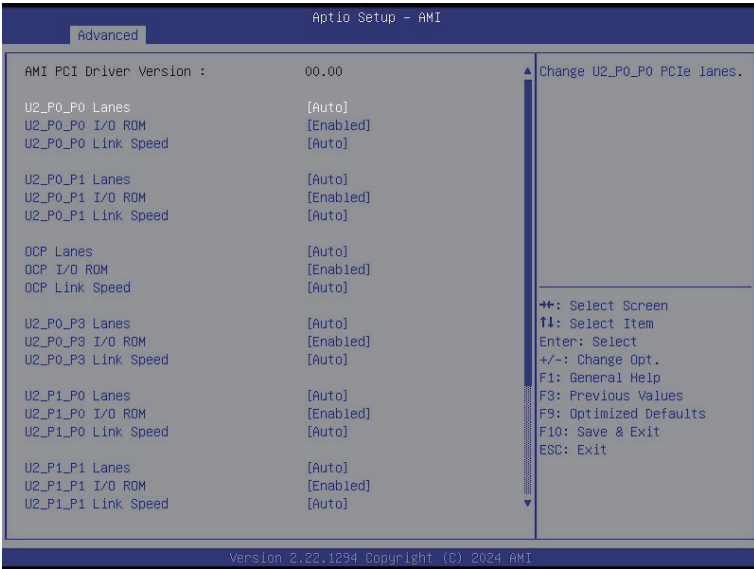 Aptio Setup – AMI
Advanced
AMI PCI Driver Version : 00.00
U2_P0_P0 Lanes [Auto]
U2_P0_P0 I/O ROM [Enabled]
U2_P0_P0 Link Speed [Auto]
U2_P0_P1 Lanes [Auto]
U2_P0_P1 I/O ROM [Enabled]
U2_P0_P1 Link Speed [Auto]
OCP Lanes [Auto]
OCP I/O ROM [Enabled]
OCP Link Speed [Auto]
U2_P0_P3 Lanes [Auto]
U2_P0_P3 I/O ROM [Enabled]
U2_P0_P3 Link Speed [Auto]
U2_P1_P0 Lanes [Auto]
U2_P1_P0 I/O ROM [Enabled]
U2_P1_P0 Link Speed [Auto]
U2_P1_P1 Lanes [Auto]
U2_P1_P1 I/O ROM [Enabled]
U2_P1_P1 Link Speed [Auto]
Change U2_P0_P0 PCIe lanes.
→←: Select Screen
↑↓: Select Item
Enter: Select
+/-: Change Opt.
F1: General Help
F3: Previous Values
F9: Optimized Defaults
F10: Save & Exit
ESC: Exit
Version 2.22.1294 Copyright (C) 2024 AMI